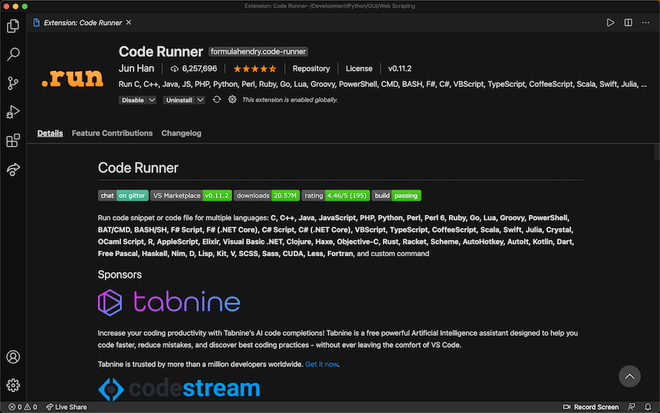 Extension: Code Runner - ~/Development/Python/GUI/Web Scraping
Extension: Code Runner
Code Runner formulahendry.code-runner
.run
Jun Han 6,257,696 Repository License v0.11.2
Run C, C++, Java, JS, PHP, Python, Perl, Ruby, Go, Lua, Groovy, PowerShell, CMD, BASH, F#, C#, VBScript, TypeScript, CoffeeScript, Scala, Swift, Julia, ...
Disable Uninstall This extension is enabled globally.
Details Feature Contributions Changelog
Code Runner
chat on gitter VS Marketplace v0.11.2 downloads 20.57M rating 4.46/5 (195) build passing
Run code snippet or code file for multiple languages: C, C++, Java, JavaScript, PHP, Python, Perl, Perl 6, Ruby, Go, Lua, Groovy, PowerShell,
BAT/CMD, BASH/SH, F# Script, F# (.NET Core), C# Script, C# (.NET Core), VBScript, TypeScript, CoffeeScript, Scala, Swift, Julia, Crystal,
OCaml Script, R, AppleScript, Elixir, Visual Basic .NET, Clojure, Haxe, Objective-C, Rust, Racket, Scheme, AutoHotkey, AutoIt, Kotlin, Dart,
Free Pascal, Haskell, Nim, D, Lisp, Kit, V, SCSS, Sass, CUDA, Less, Fortran, and custom command
Sponsors
tabnine
Increase your coding productivity with Tabnine's AI code completions! Tabnine is a free powerful Artificial Intelligence assistant designed to help you
code faster, reduce mistakes, and discover best coding practices - without ever leaving the comfort of VS Code.
Tabnine is trusted by more than a million developers worldwide. Get it now.
codestream
0 0 Live Share Record Screen